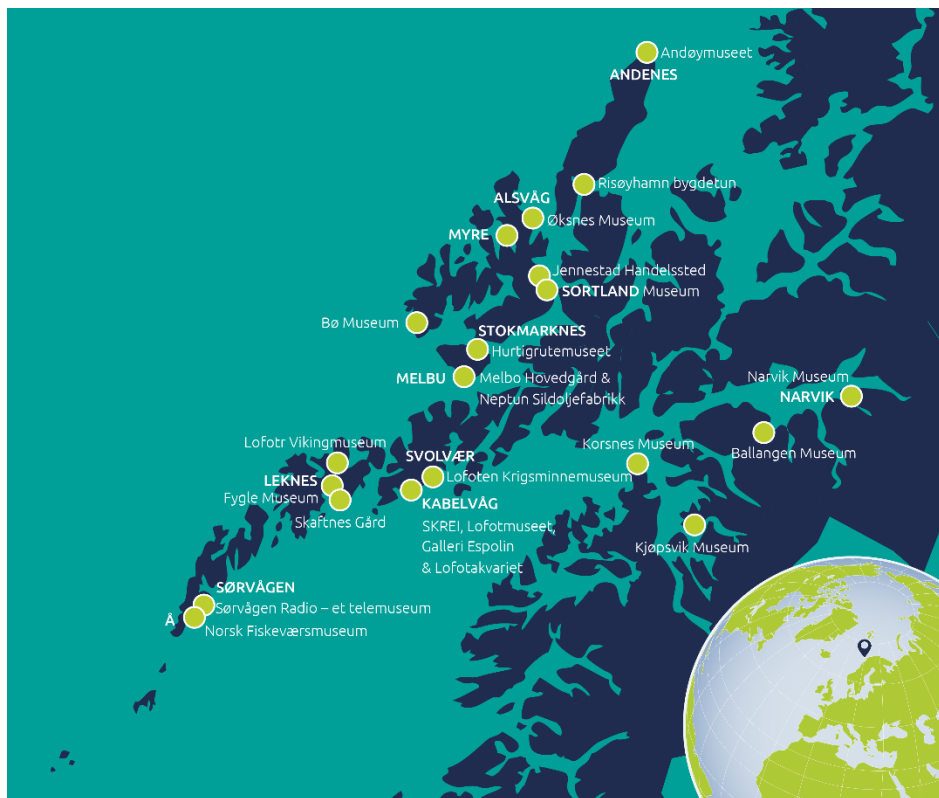 Andøymuseet
ANDENES
Risøyhamn bygdetun
ALSVÅG
Øksnes Museum
MYRE
Jennestad Handelssted
SORTLAND Museum
Bø Museum
STOKMARKNES
Hurtigrutemuseet
MELBU
Melbo Hovedgård &
Neptun Sildoljefabrikk
Narvik Museum
NARVIK
Ballangen Museum
Korsnes Museum
Kjøpsvik Museum
Lofotr Vikingmuseum
LEKNES
Fygle Museum
Skaftnes Gård
SVOLVÆR
Lofoten Krigsminnemuseum
KABELVÅG
SKREI, Lofotmuseet,
Galleri Espolin
& Lofotakvariet
SØRVÅGEN
Sørvågen Radio – et telemuseum
Å
Norsk Fiskeværsmuseum